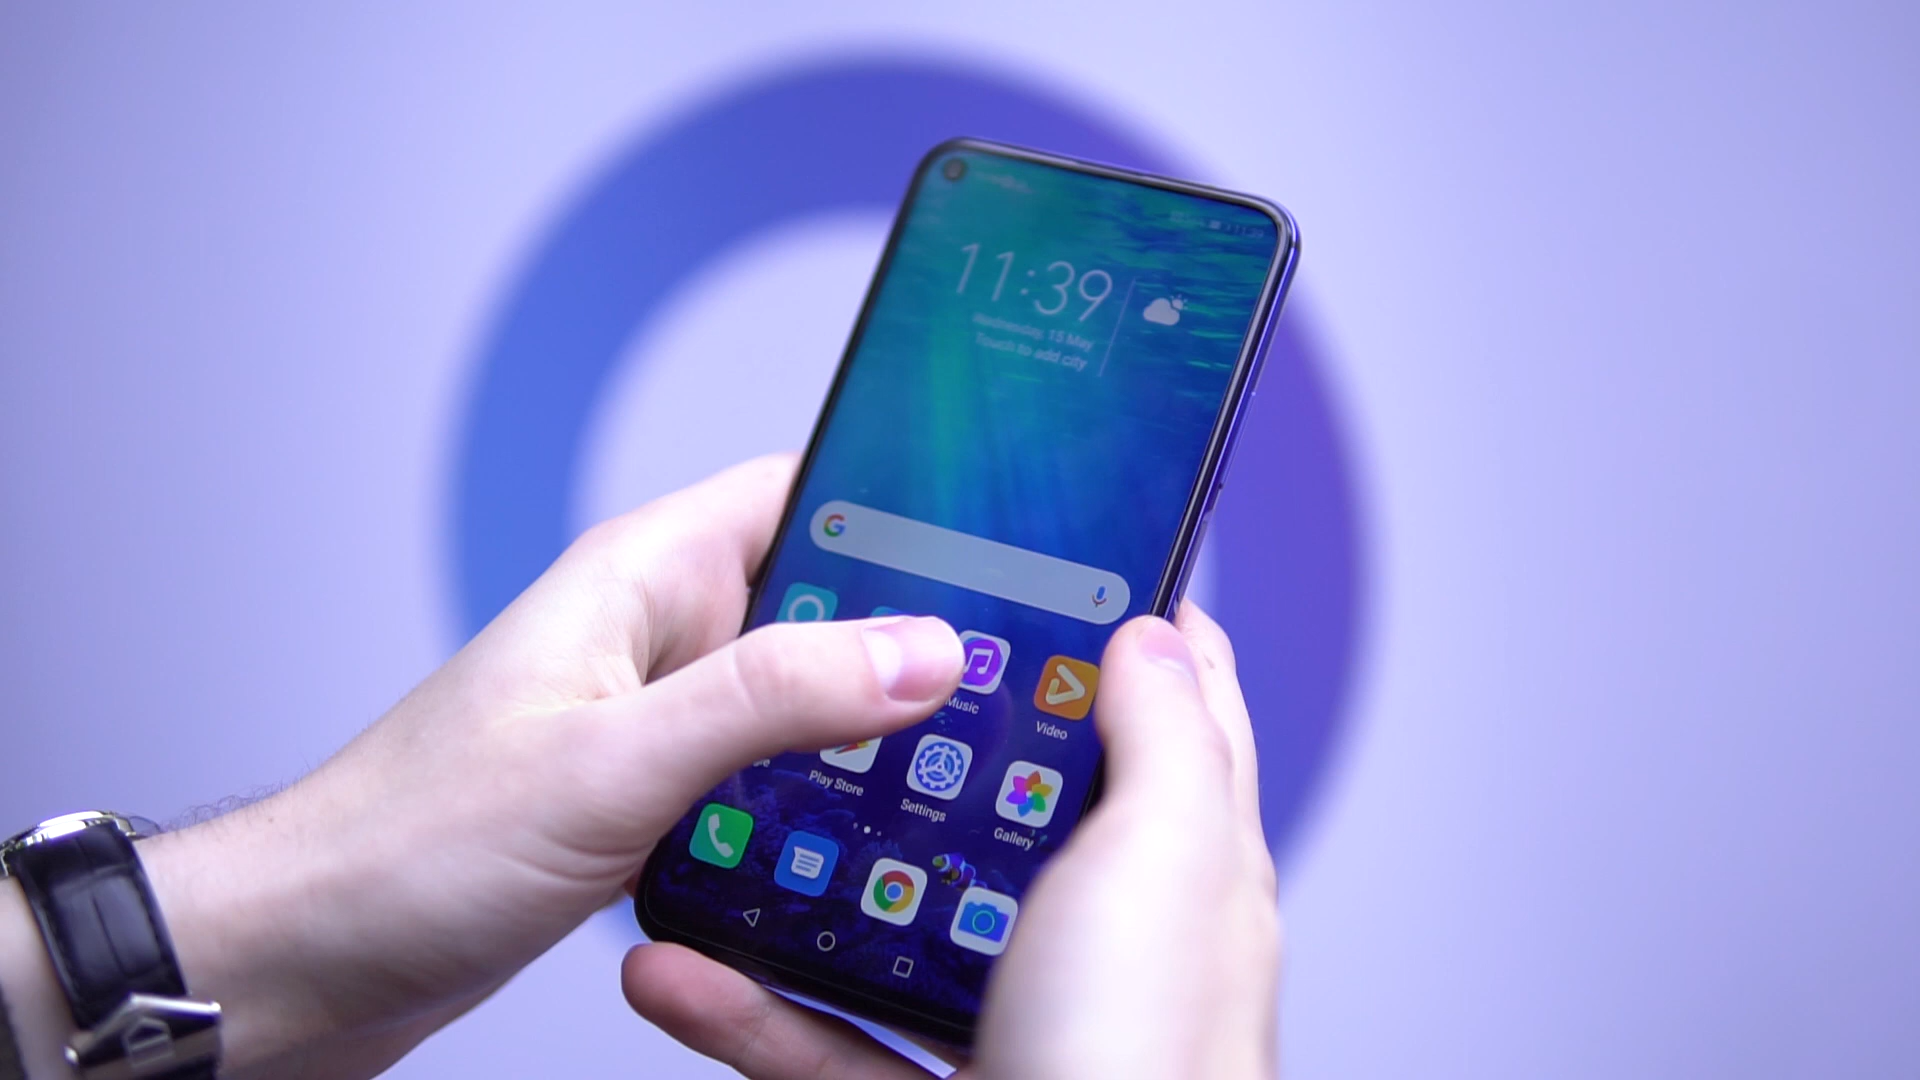 11:39
Wednesday, 15 May
Touch to add city
G
Music
Video
Play Store
Settings
Gallery